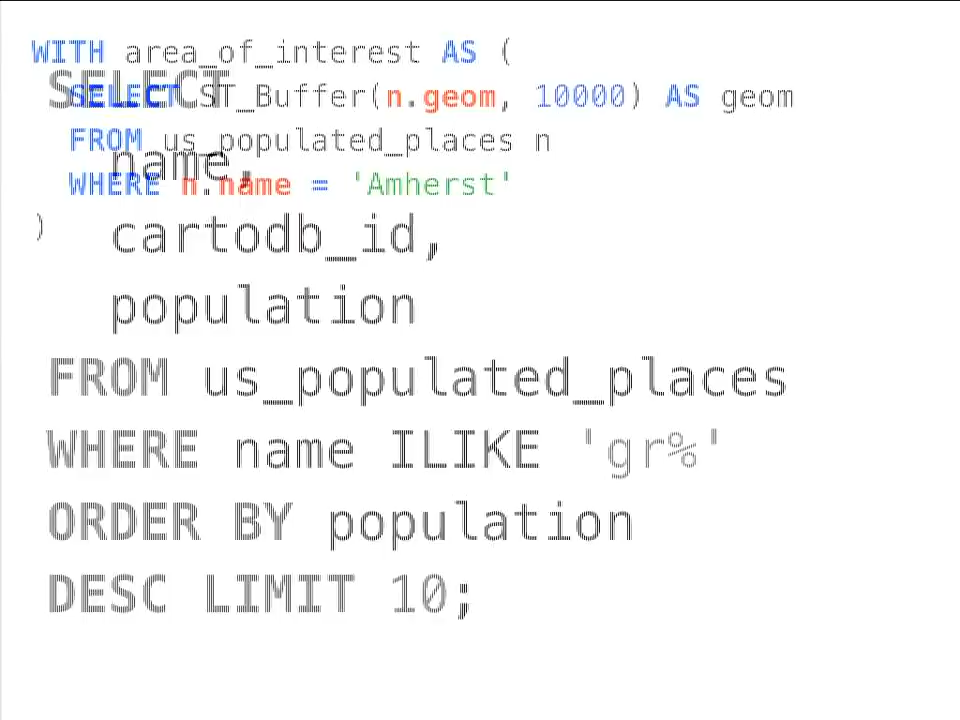 WITH area_of_interest AS (
SELECT ST_Buffer(n.geom, 10000) AS geom
FROM us_populated_places n
WHERE n.name = 'Amherst'
)
SELECT
name,
cartodb_id,
population
FROM us_populated_places
WHERE name ILIKE 'gr%'
ORDER BY population
DESC LIMIT 10;